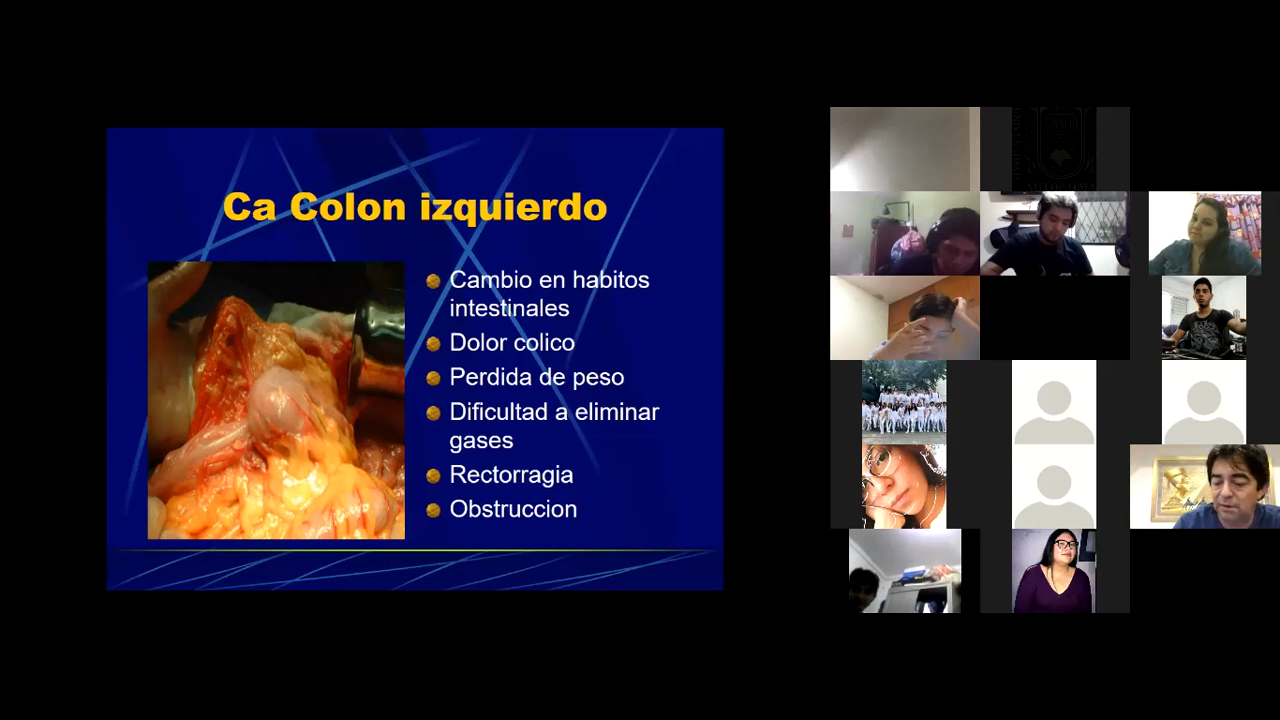 Ca Colon izquierdo
Cambio en habitos
intestinales
Dolor colico
Perdida de peso
Dificultad a eliminar
gases
Rectorragia
Obstruccion